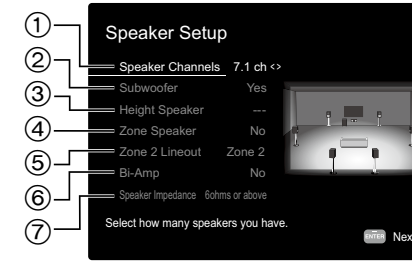 Speaker Setup
① Speaker Channels 7.1 ch <>
② Subwoofer Yes
③ Height Speaker ---
④ Zone Speaker No
⑤ Zone 2 Lineout Zone 2
⑥ Bi-Amp No
⑦ Speaker Impedance 6ohms or above
Select how many speakers you have.
ENTER Nex